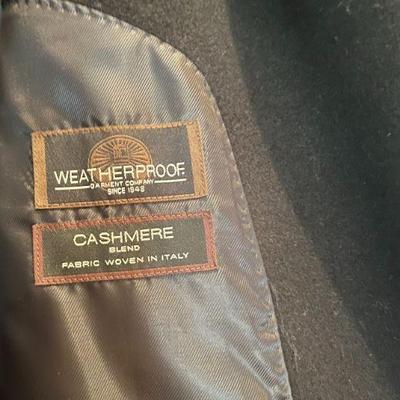 WEATHERPROOF.
GARMENT COMPANY
SINCE 1948
CASHMERE
BLEND
FABRIC WOVEN IN ITALY